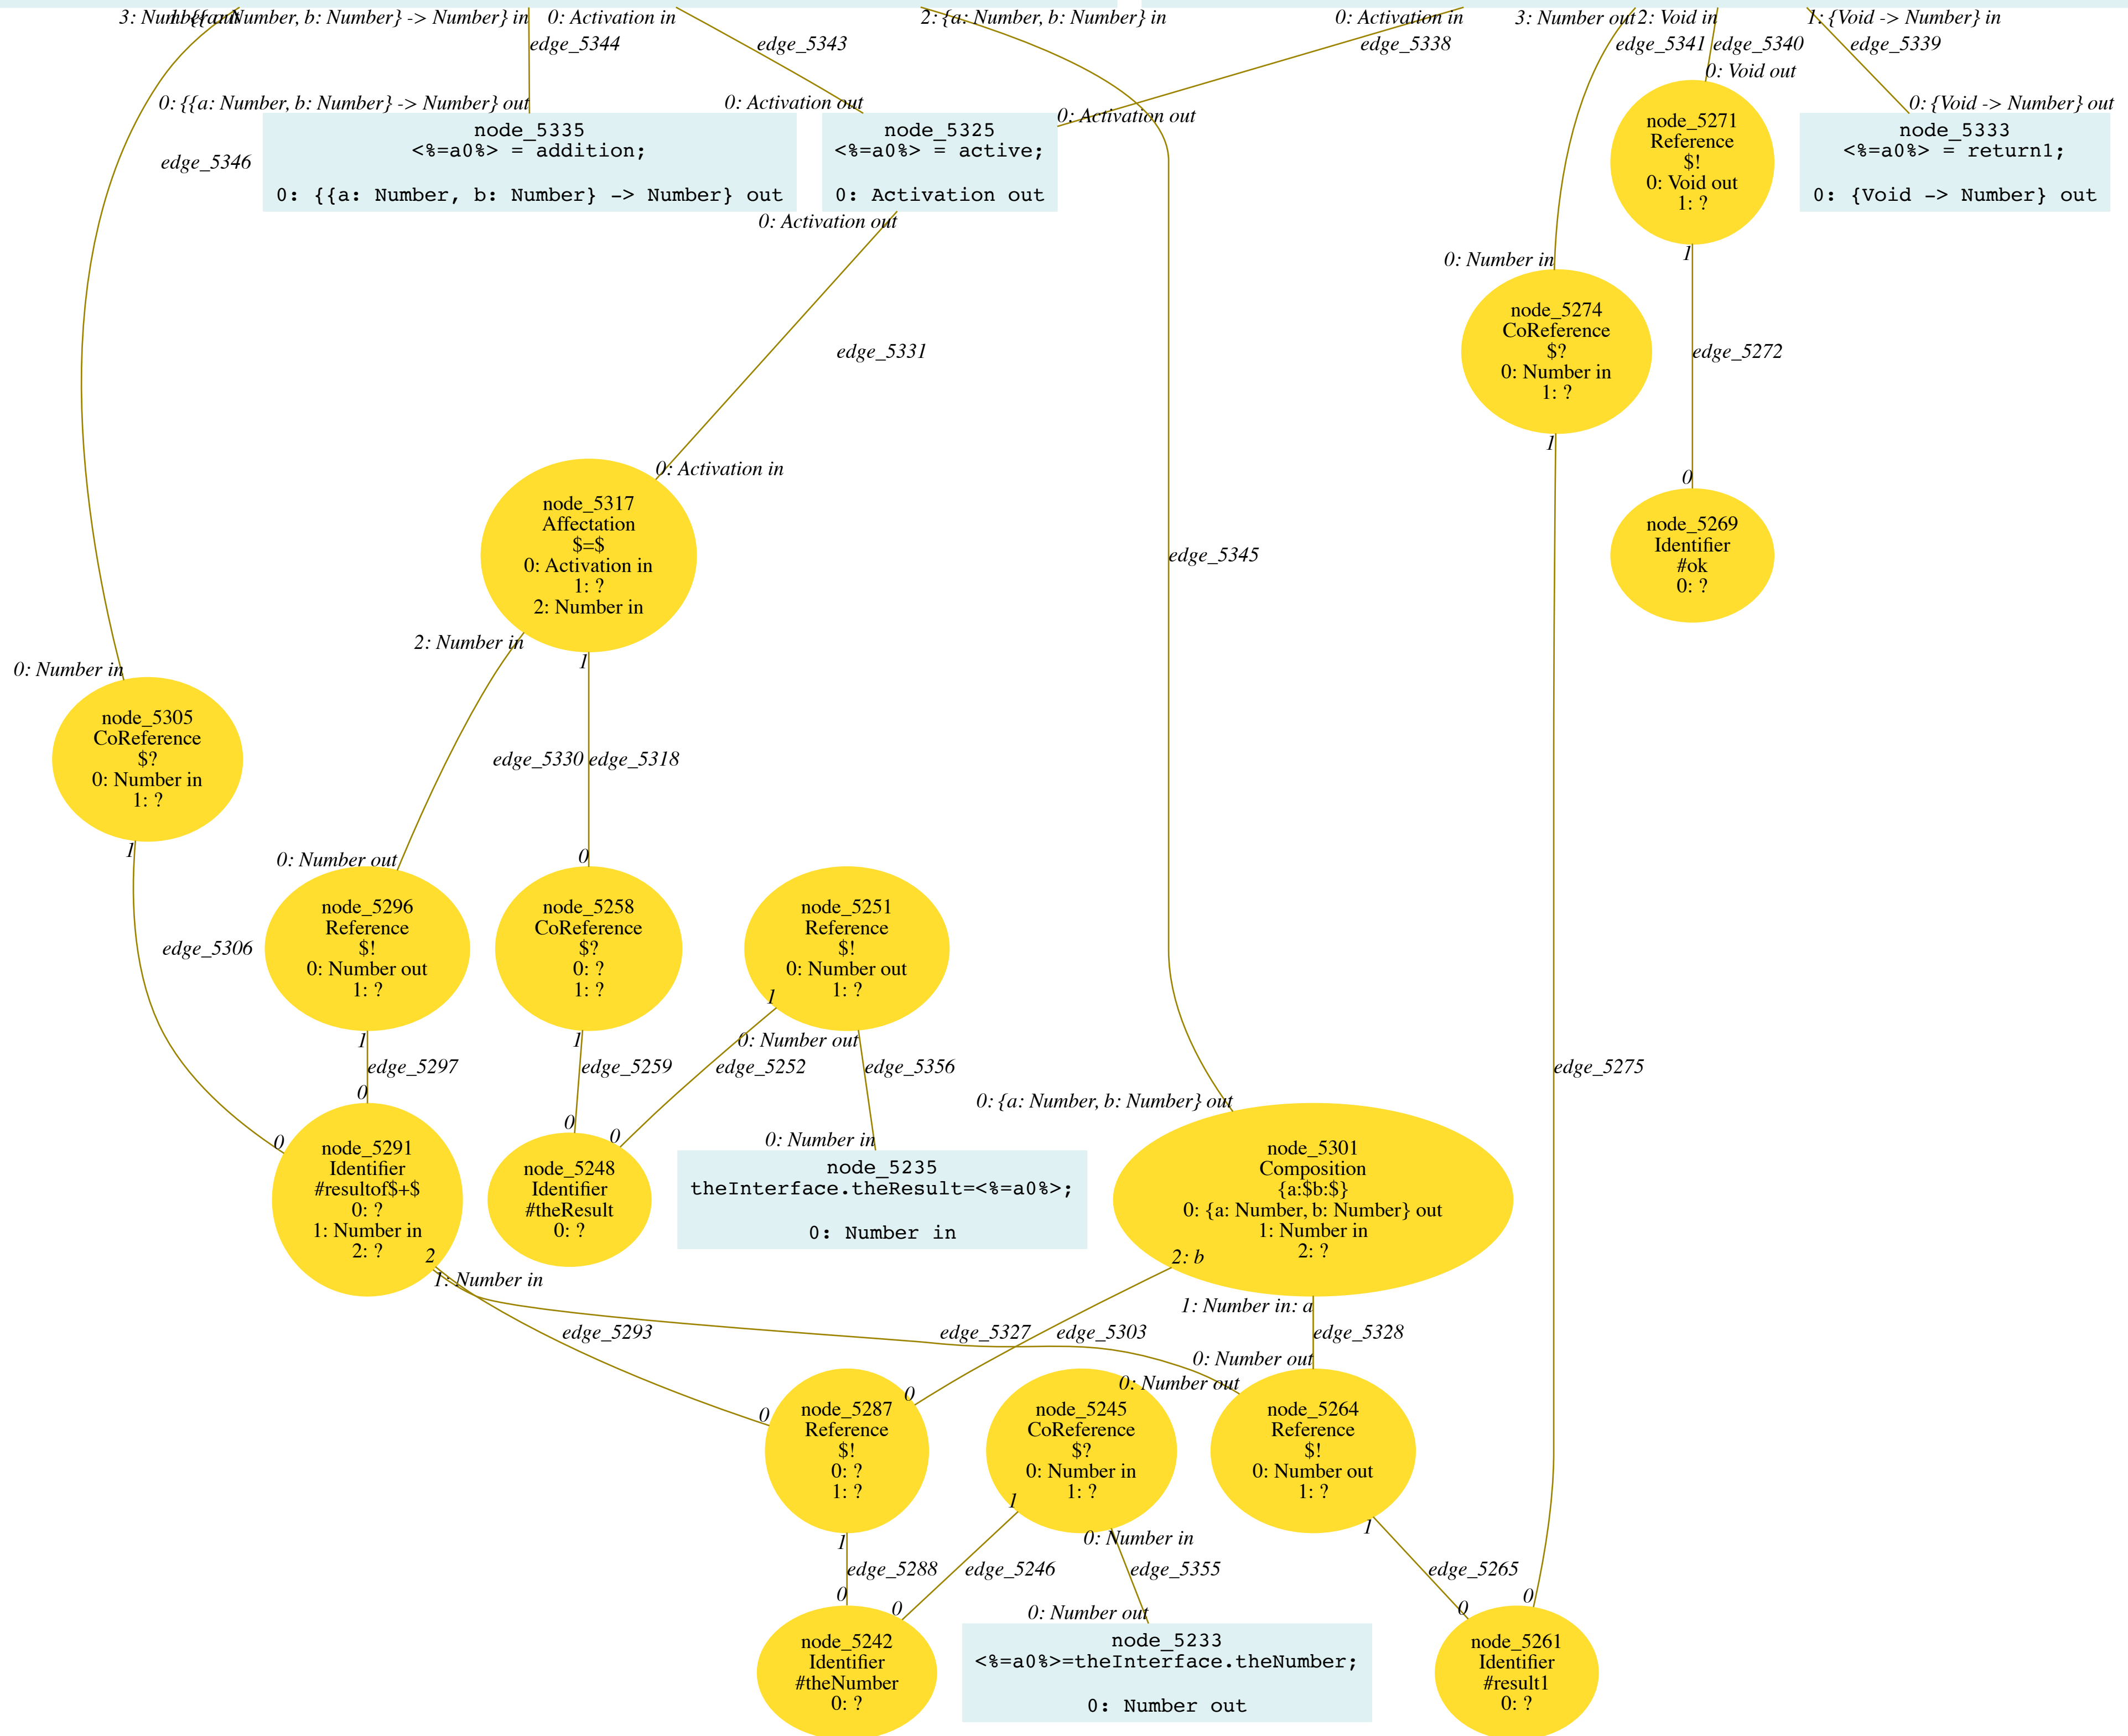 3: Number out
1: {{a: Number, b: Number} -> Number} in
0: Activation in
2: {a: Number, b: Number} in
0: Activation in
3: Number out
2: Void in
1: {Void -> Number} in
edge_5344
edge_5343
edge_5338
edge_5341
edge_5340
edge_5339
0: Void out
0: {{a: Number, b: Number} -> Number} out
0: Activation out
0: Activation out
0: {Void -> Number} out
node_5335
<%=a0%> = addition;
0: {{a: Number, b: Number} -> Number} out
node_5325
<%=a0%> = active;
0: Activation out
node_5271
Reference
$!
0: Void out
1: ?
node_5333
<%=a0%> = return1;
0: {Void -> Number} out
edge_5346
0: Activation out
1
0: Number in
node_5274
CoReference
$?
0: Number in
1: ?
edge_5331
edge_5272
1
0: Activation in
0
node_5317
Affectation
$=$
0: Activation in
1: ?
2: Number in
edge_5345
node_5269
Identifier
#ok
0: ?
2: Number in
1
0: Number in
node_5305
CoReference
$?
0: Number in
1: ?
edge_5330
edge_5318
1
0: Number out
0
node_5296
Reference
$!
0: Number out
1: ?
node_5258
CoReference
$?
0: ?
1: ?
node_5251
Reference
$!
0: Number out
1: ?
edge_5306
1
1
1
0: Number out
edge_5297
edge_5259
edge_5252
edge_5356
edge_5275
0
0: {a: Number, b: Number} out
0
0
0
0: Number in
node_5291
Identifier
#resultof$+$
0: ?
1: Number in
2: ?
node_5248
Identifier
#theResult
0: ?
node_5235
theInterface.theResult=<%=a0%>;
0: Number in
node_5301
Composition
{a:$b:$}
0: {a: Number, b: Number} out
1: Number in
2: ?
2
1: Number in
2: b
1: Number in: a
edge_5293
edge_5327
edge_5303
edge_5328
0: Number out
0: Number out
0
0
node_5287
Reference
$!
0: ?
1: ?
node_5245
CoReference
$?
0: Number in
1: ?
node_5264
Reference
$!
0: Number out
1: ?
1
1
0: Number in
1
edge_5288
edge_5246
edge_5355
edge_5265
0
0
0: Number out
0
0
node_5242
Identifier
#theNumber
0: ?
node_5233
<%=a0%>=theInterface.theNumber;
0: Number out
node_5261
Identifier
#result1
0: ?